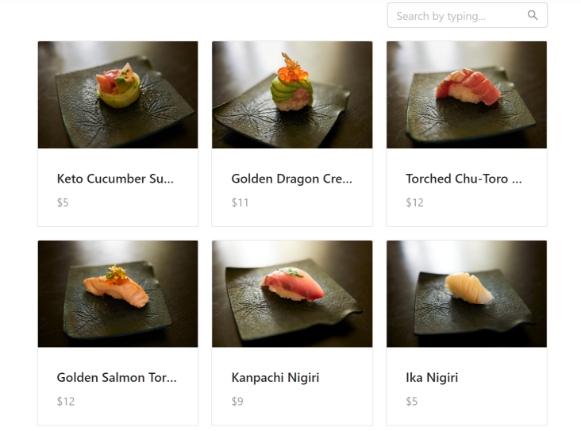 Search by typing...
Keto Cucumber Su...
Golden Dragon Cre...
Torched Chu-Toro ...
$5
$11
$12
Golden Salmon Tor...
Kanpachi Nigiri
Ika Nigiri
$12
$9
$5